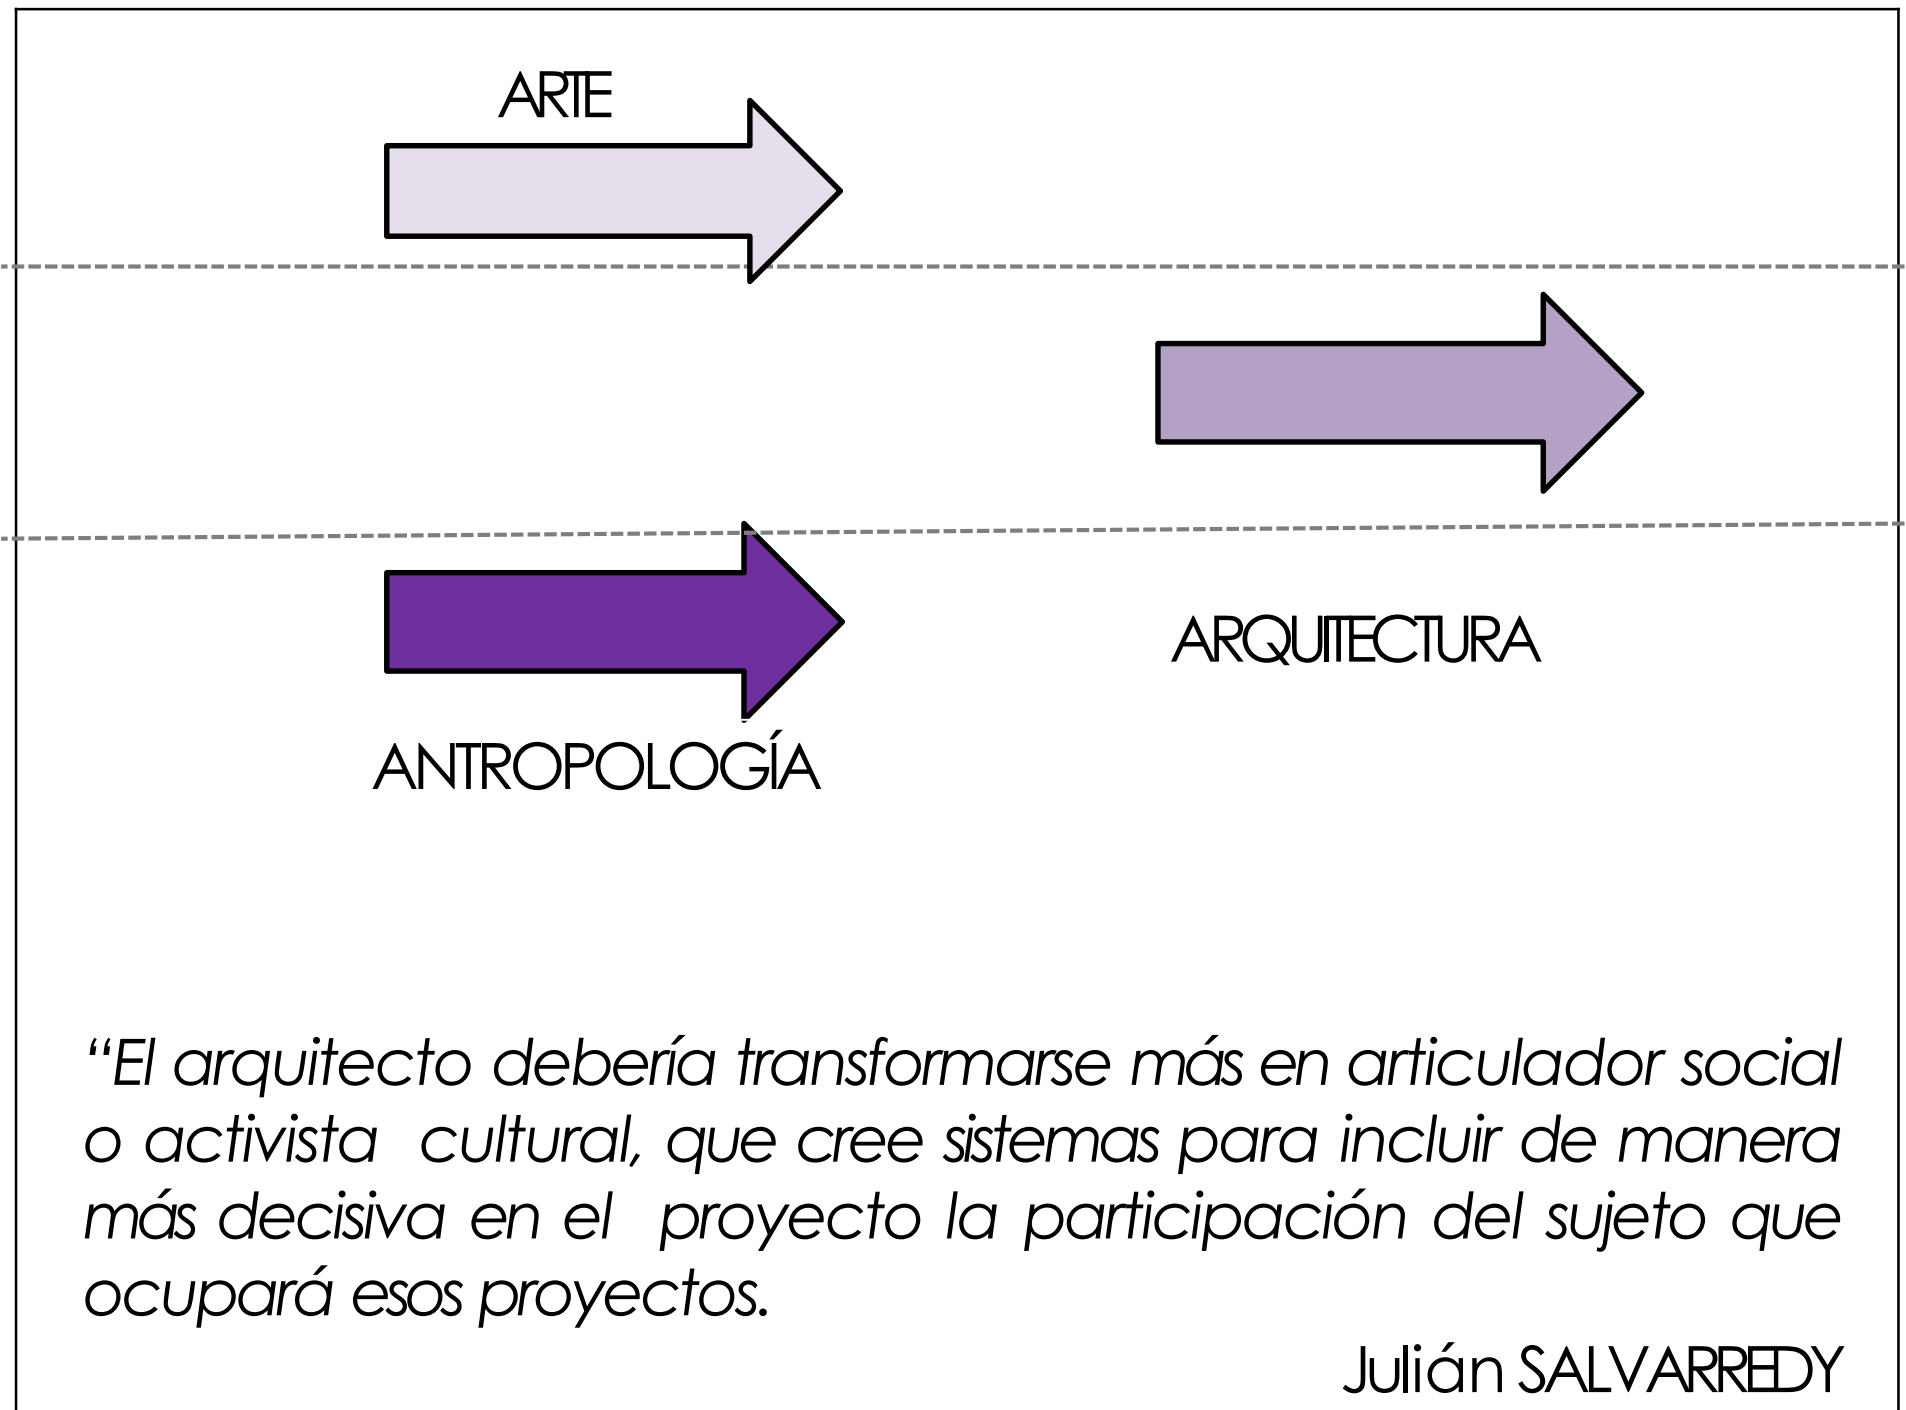 ARTE
ARQUITECTURA
ANTROPOLOGÍA
“El arquitecto debería transformarse más en articulador social
o activista cultural, que cree sistemas para incluir de manera
más decisiva en el proyecto la participación del sujeto que
ocupará esos proyectos.
Julián SALVARREDY